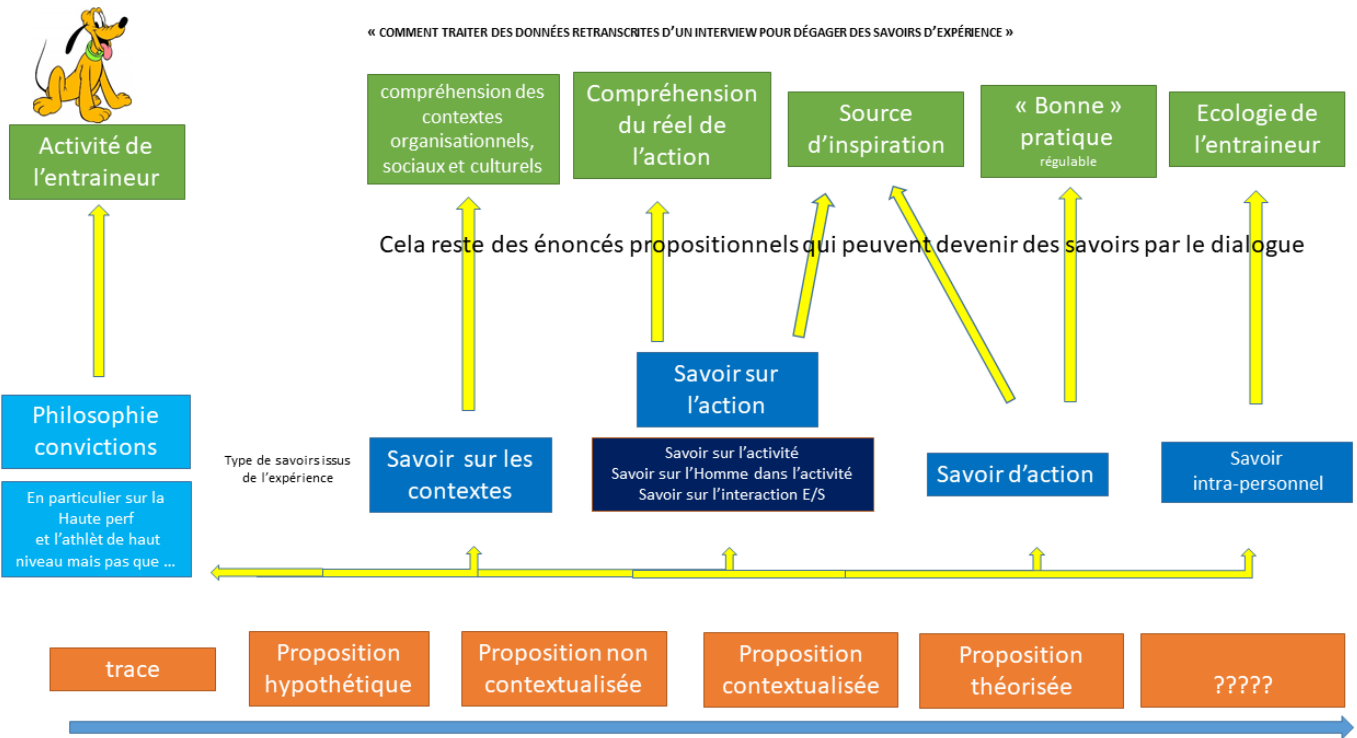 « COMMENT TRAITER DES DONNÉES RETRANSCRITES D'UN INTERVIEW POUR DÉGAGER DES SAVOIRS D'EXPÉRIENCE »
Activité de
l'entraineur
compréhension des
contextes
organisationnels,
sociaux et culturels
Compréhension
du réel de
l'action
Source
d'inspiration
« Bonne »
pratique
régulable
Ecologie de
l'entraineur
Cela reste des énoncés propositionnels qui peuvent devenir des savoirs par le dialogue
Philosophie
convictions
En particulier sur la
Haute perf
et l'athlèt de haut
niveau mais pas que ...
Type de savoirs issus
de l'expérience
Savoir sur les
contextes
Savoir sur
l'action
Savoir sur l'activité
Savoir sur l'Homme dans l'activité
Savoir sur l'interaction E/S
Savoir d'action
Savoir
intra-personnel
trace
Proposition
hypothétique
Proposition non
contextualisée
Proposition
contextualisée
Proposition
théorisée
?????